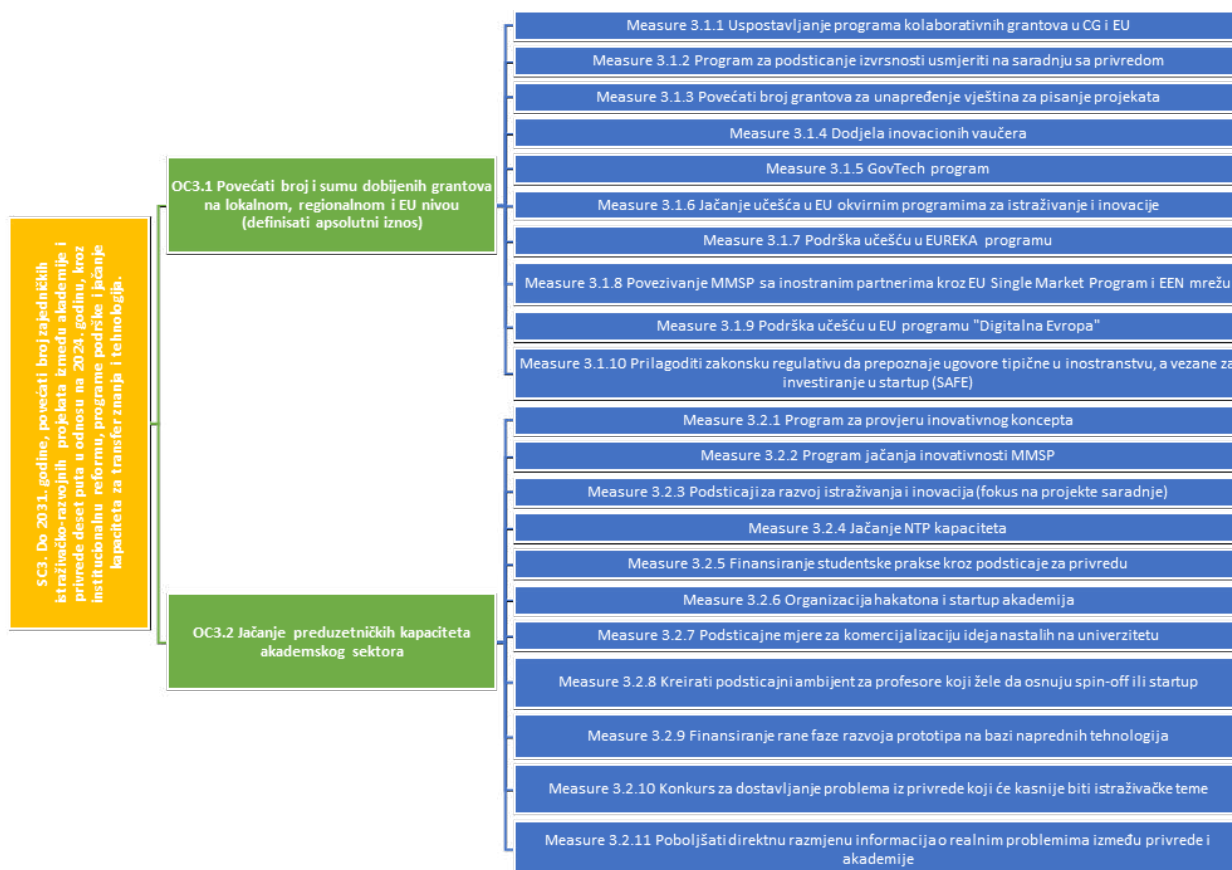 SC3. Do 2031. godine, povećati broj zajedničkih
istraživačko-razvojnih projekata između akademije i
privrede deset puta u odnosu na 2024. godinu, kroz
institucionalnu reformu, programe podrške i jačanje
kapaciteta za transfer znanja i tehnologija.
OC3.1 Povećati broj i sumu dobijenih grantova
na lokalnom, regionalnom i EU nivou
(definisati apsolutni iznos)
Measure 3.1.1 Uspostavljanje programa kolaborativnih grantova u CG i EU
Measure 3.1.2 Program za podsticanje izvrsnosti usmjeriti na saradnju sa privredom
Measure 3.1.3 Povećati broj grantova za unapređenje vještina za pisanje projekata
Measure 3.1.4 Dodjela inovacionih vaučera
Measure 3.1.5 GovTech program
Measure 3.1.6 Jačanje učešća u EU okvirnim programima za istraživanje i inovacije
Measure 3.1.7 Podrška učešću u EUREKA programu
Measure 3.1.8 Povezivanje MMSP sa inostranim partnerima kroz EU Single Market Program i EEN mrežu
Measure 3.1.9 Podrška učešću u EU programu "Digitalna Evropa"
Measure 3.1.10 Prilagoditi zakonsku regulativu da prepoznaje ugovore tipične u inostranstvu, a vezane za
investiranje u startup (SAFE)
OC3.2 Jačanje preduzetničkih kapaciteta
akademskog sektora
Measure 3.2.1 Program za provjeru inovativnog koncepta
Measure 3.2.2 Program jačanja inovativnosti MMSP
Measure 3.2.3 Podsticaji za razvoj istraživanja i inovacija (fokus na projekte saradnje)
Measure 3.2.4 Jačanje NTP kapaciteta
Measure 3.2.5 Finansiranje studentske prakse kroz podsticaje za privredu
Measure 3.2.6 Organizacija hakatona i startup akademija
Measure 3.2.7 Podsticajne mjere za komercijalizaciju ideja nastalih na univerzitetu
Measure 3.2.8 Kreirati podsticajni ambijent za profesore koji žele da osnuju spin-off ili startup
Measure 3.2.9 Finansiranje rane faze razvoja prototipa na bazi naprednih tehnologija
Measure 3.2.10 Konkurs za dostavljanje problema iz privrede koji će kasnije biti istraživačke teme
Measure 3.2.11 Poboljšati direktnu razmjenu informacija o realnim problemima između privrede i
akademije